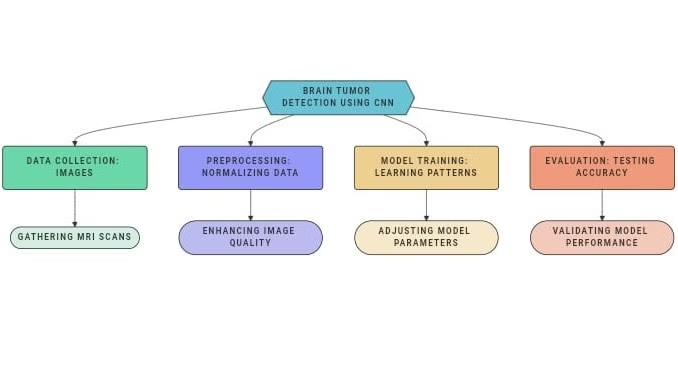 BRAIN TUMOR
DETECTION USING CNN
DATA COLLECTION:
IMAGES
PREPROCESSING:
NORMALIZING DATA
MODEL TRAINING:
LEARNING PATTERNS
EVALUATION: TESTING
ACCURACY
GATHERING MRI SCANS
ENHANCING IMAGE
QUALITY
ADJUSTING MODEL
PARAMETERS
VALIDATING MODEL
PERFORMANCE